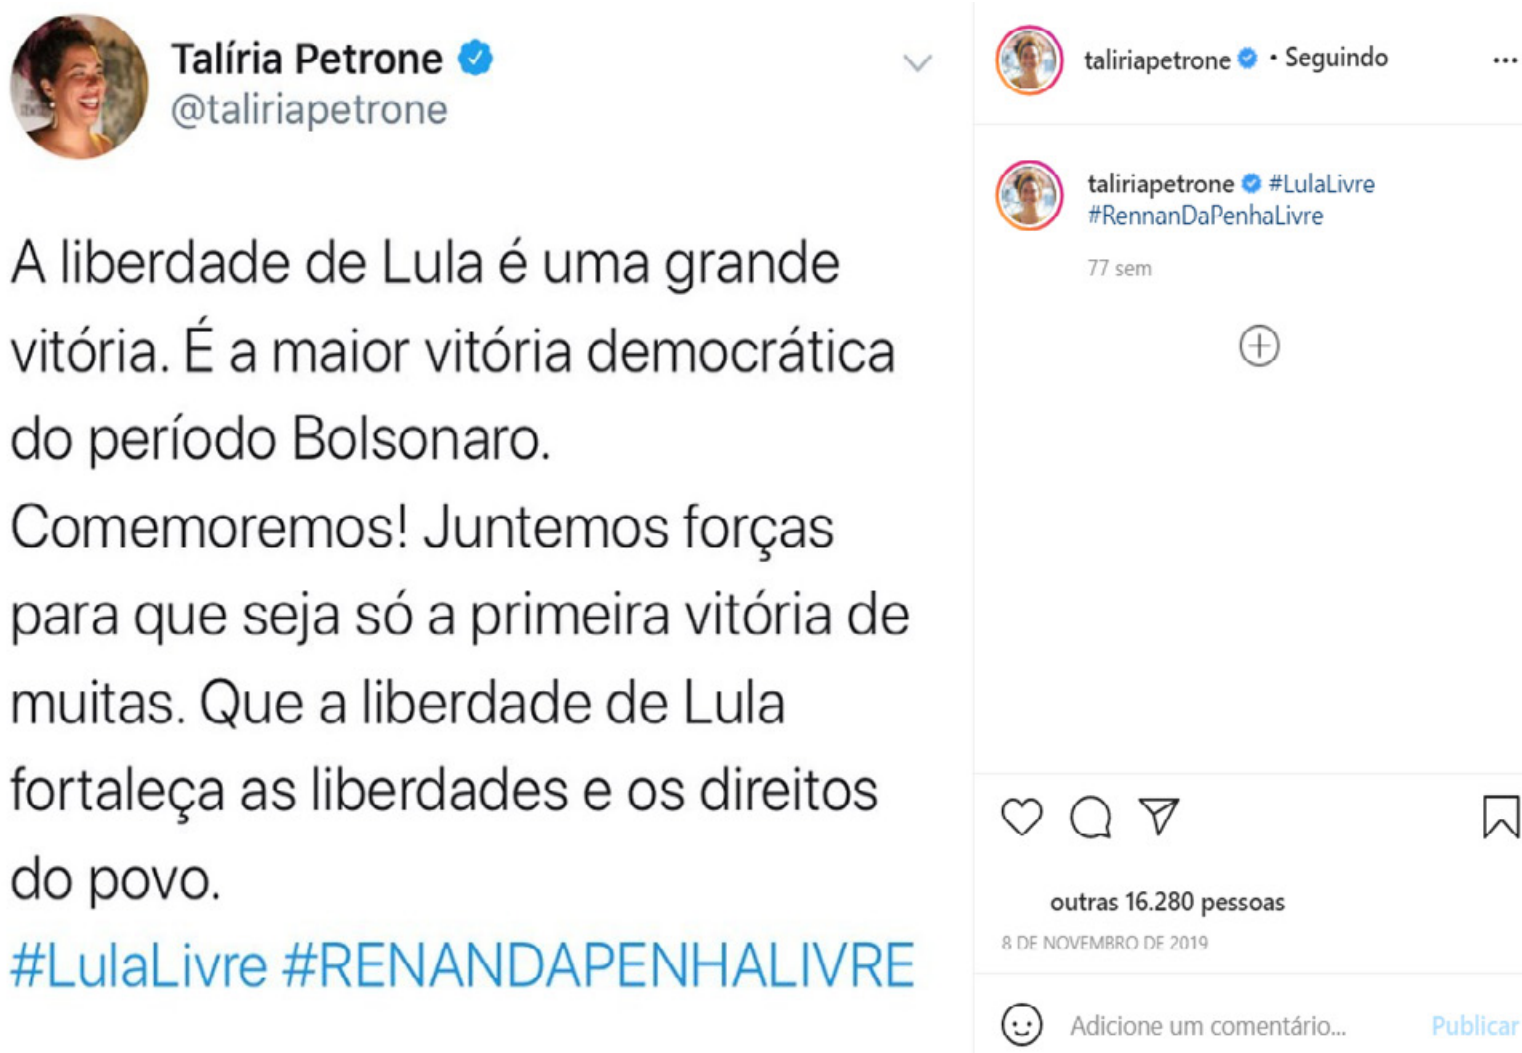 Talíria Petrone
@taliriapetrone
A liberdade de Lula é uma grande
vitória. É a maior vitória democrática
do período Bolsonaro.
Comemoremos! Juntemos forças
para que seja só a primeira vitória de
muitas. Que a liberdade de Lula
fortaleça as liberdades e os direitos
do povo.
#LulaLivre #RENANDAPENHALIVRE
taliriapetrone • Seguindo
taliriapetrone #LulaLivre
#RennanDaPenhaLivre
77 sem
outras 16.280 pessoas
8 DE NOVEMBRO DE 2019
Adicione um comentário... Publicar